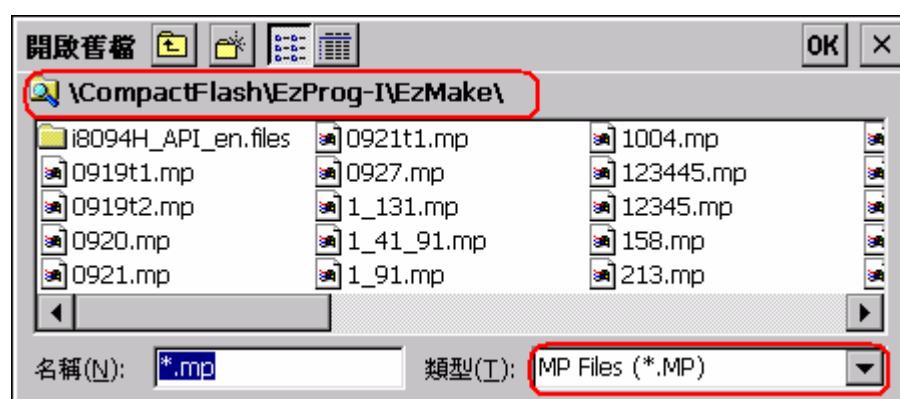 開啟舊檔 OK ×
\CompactFlash\EzProg-I\EzMake\
i8094H_API_en.files 0921t1.mp 1004.mp
0919t1.mp 0927.mp 123445.mp
0919t2.mp 1_131.mp 12345.mp
0920.mp 1_41_91.mp 158.mp
0921.mp 1_91.mp 213.mp
名稱(N): *.mp 類型(T): MP Files (*.MP)